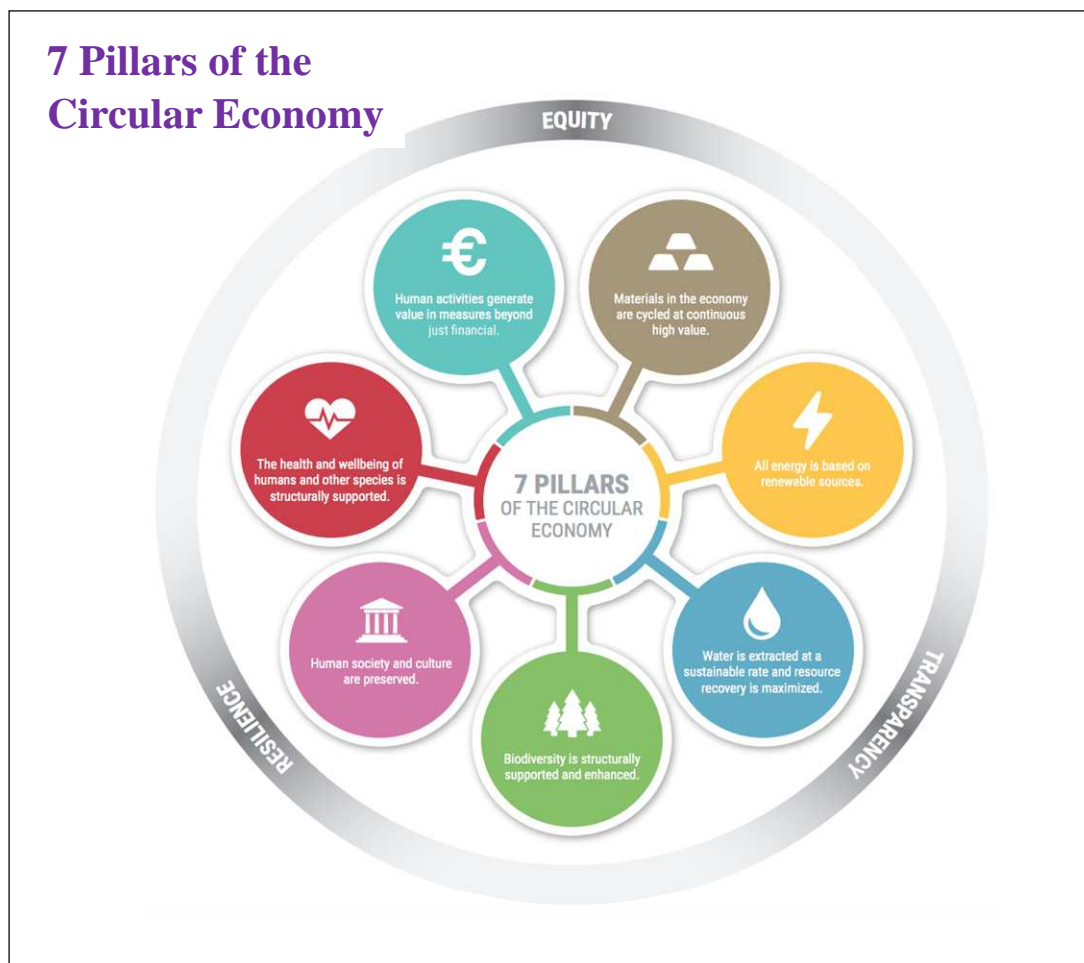 7 Pillars of the
Circular Economy
EQUITY
Human activities generate
value in measures beyond
just financial.
Materials in the economy
are cycled at continuous
high value.
The health and wellbeing of
humans and other species is
structurally supported.
7 PILLARS
OF THE CIRCULAR
ECONOMY
All energy is based on
renewable sources.
Human society and culture
are preserved.
Water is extracted at a
sustainable rate and resource
recovery is maximized.
Biodiversity is structurally
supported and enhanced.
RESILIENCE
TRANSPARENCY